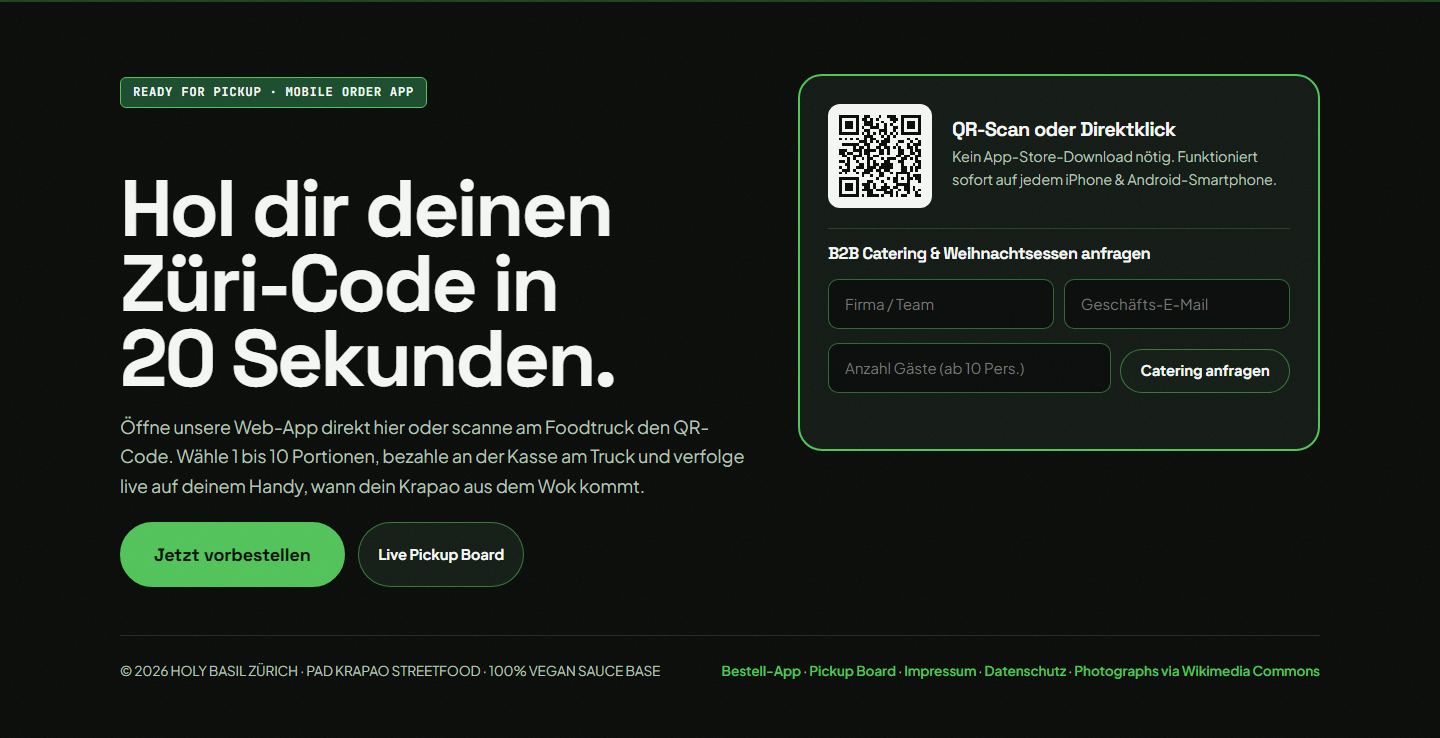 READY FOR PICKUP · MOBILE ORDER APP
Hol dir deinen
Züri-Code in
20 Sekunden.
Öffne unsere Web-App direkt hier oder scanne am Foodtruck den QR-
Code. Wähle 1 bis 10 Portionen, bezahle an der Kasse am Truck und verfolge
live auf deinem Handy, wann dein Krapao aus dem Wok kommt.
Jetzt vorbestellen
Live Pickup Board
QR-Scan oder Direktklick
Kein App-Store-Download nötig. Funktioniert
sofort auf jedem iPhone & Android-Smartphone.
B2B Catering & Weihnachtsessen anfragen
Firma / Team
Geschäfts-E-Mail
Anzahl Gäste (ab 10 Pers.)
Catering anfragen
© 2026 HOLY BASIL ZÜRICH · PAD KRAPAO STREETFOOD · 100% VEGAN SAUCE BASE
Bestell-App · Pickup Board · Impressum · Datenschutz · Photographs via Wikimedia Commons